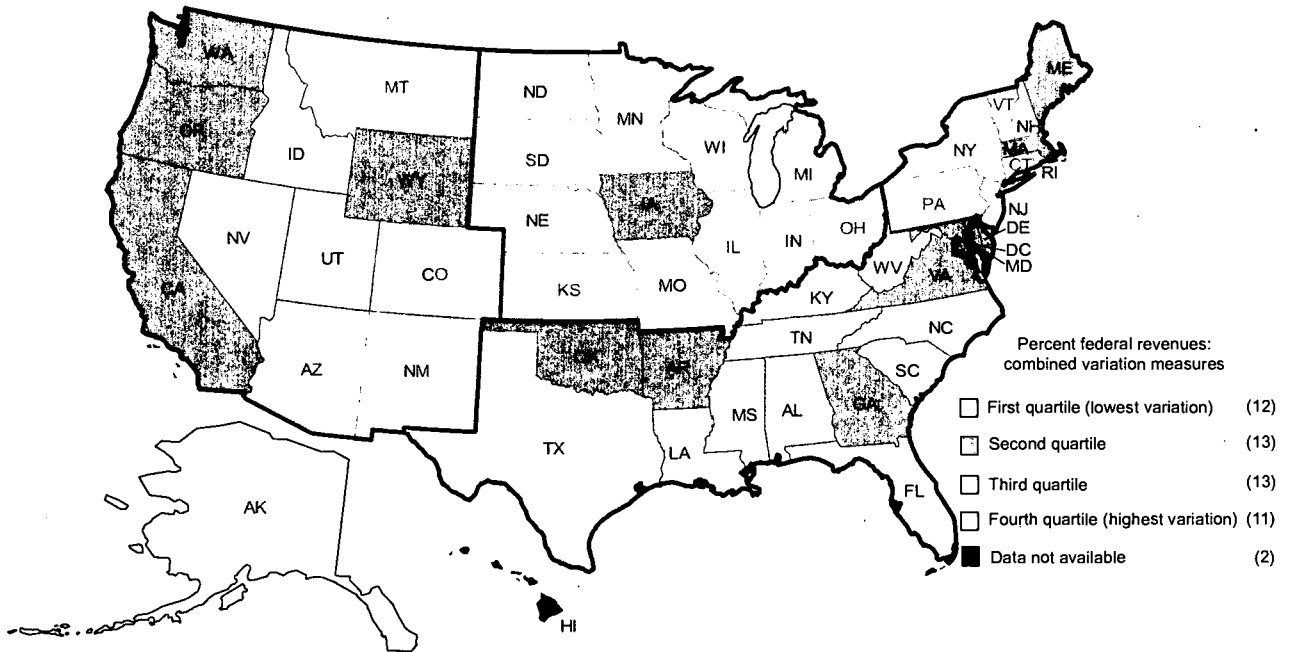 WA
MT
ND
MN
ME
VT
NH
OR
ID
WY
SD
WI
MI
NY
MA
CT
RI
NV
UT
CO
NE
IA
IL
IN
OH
PA
NJ
DE
DC
MD
CA
KS
MO
KY
WV
VA
AZ
NM
OK
AR
TN
NC
SC
TX
LA
MS
AL
GA
FL
AK
HI
Percent federal revenues:
combined variation measures
First quartile (lowest variation) (12)
Second quartile (13)
Third quartile (13)
Fourth quartile (highest variation) (11)
Data not available (2)